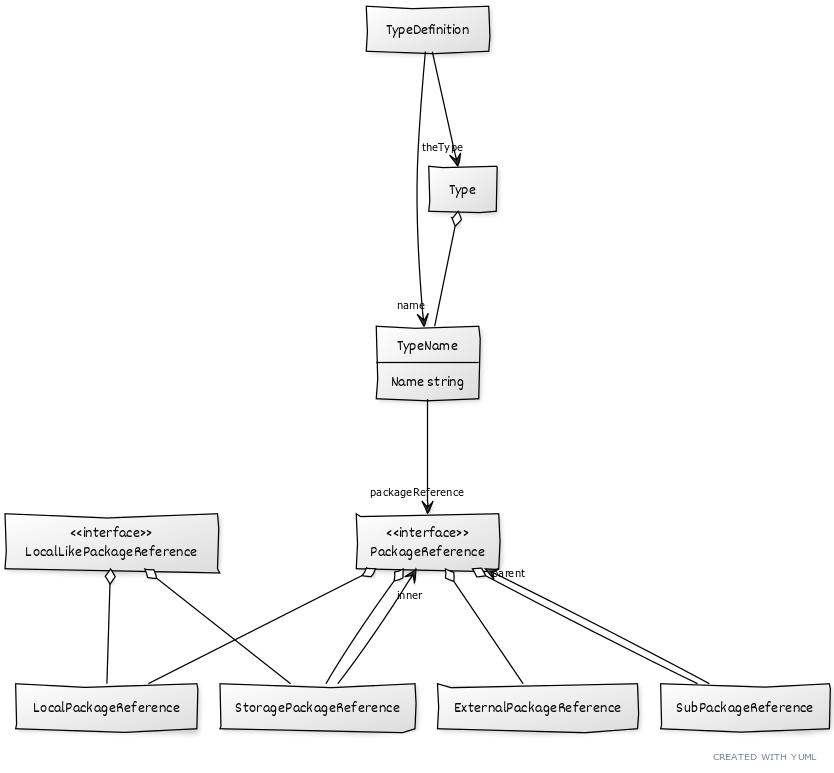 TypeDefinition
theType
Type
name
TypeName
Name string
packageReference
<<interface>>
LocalLikePackageReference
<<interface>>
PackageReference
inner
parent
LocalPackageReference
StoragePackageReference
ExternalPackageReference
SubPackageReference
CREATED WITH YUML